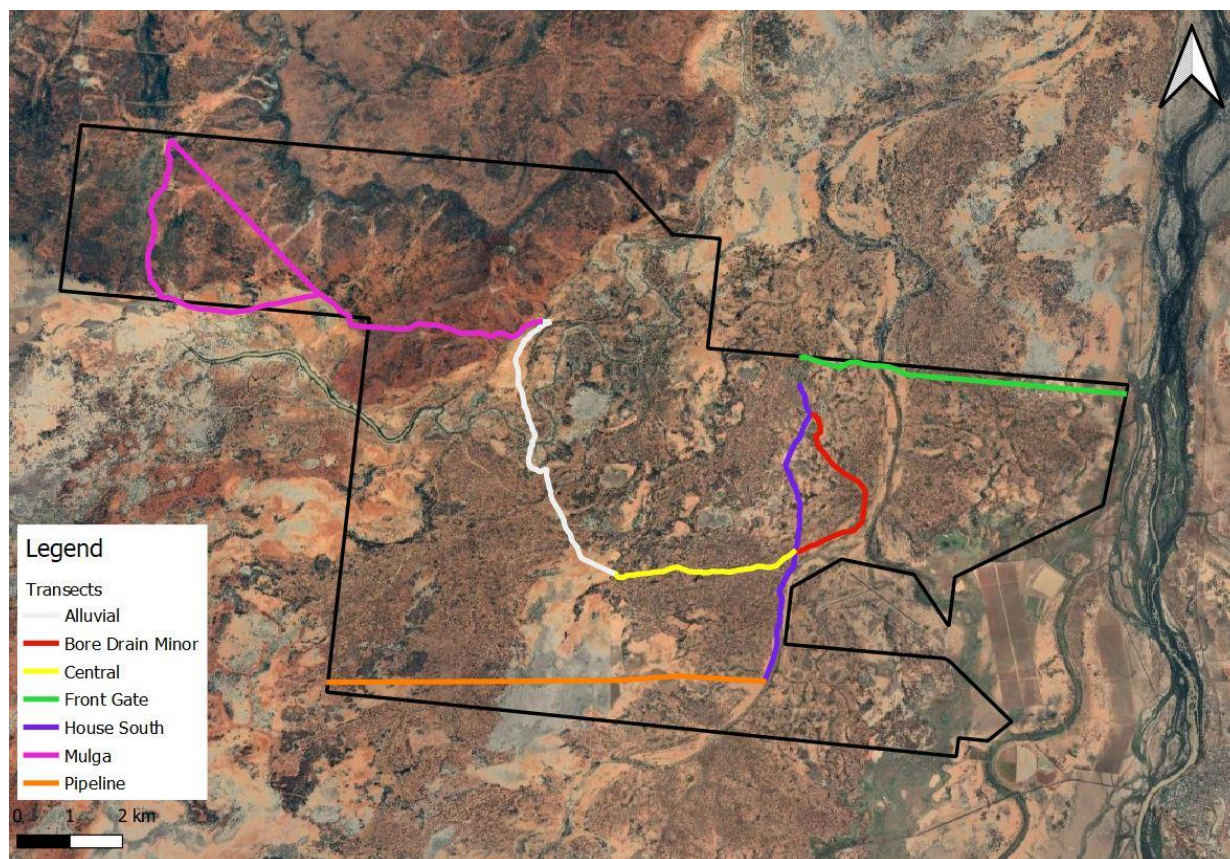 Legend
Transects
Alluvial
Bore Drain Minor
Central
Front Gate
House South
Mulga
Pipeline
0 1 2 km